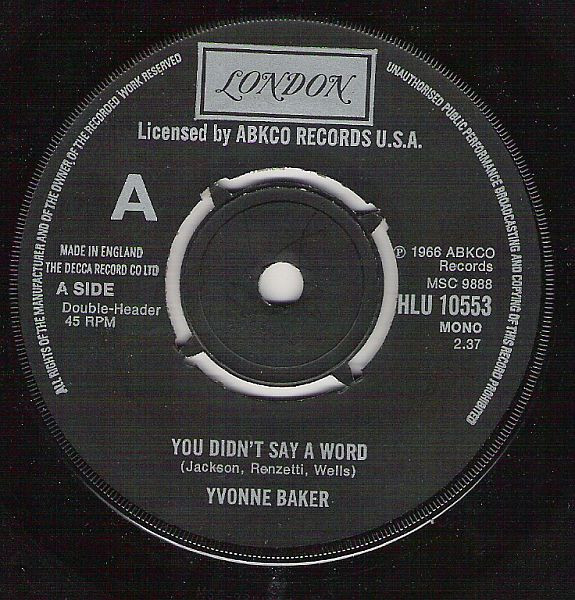 LONDON
Licensed by ABKCO RECORDS U.S.A.
ALL RIGHTS OF THE MANUFACTURER AND OF THE OWNER OF THE RECORDED WORK RESERVED
UNAUTHORISED PUBLIC PERFORMANCE BROADCASTING AND COPYING OF THIS RECORD PROHIBITED
A
MADE IN ENGLAND
THE DECCA RECORD CO LTD
A SIDE
Double-Header
45 RPM
℗ 1966 ABKCO
Records
MSC 9888
HLU 10553
MONO
2.37
YOU DIDN'T SAY A WORD
(Jackson, Renzetti, Wells)
YVONNE BAKER